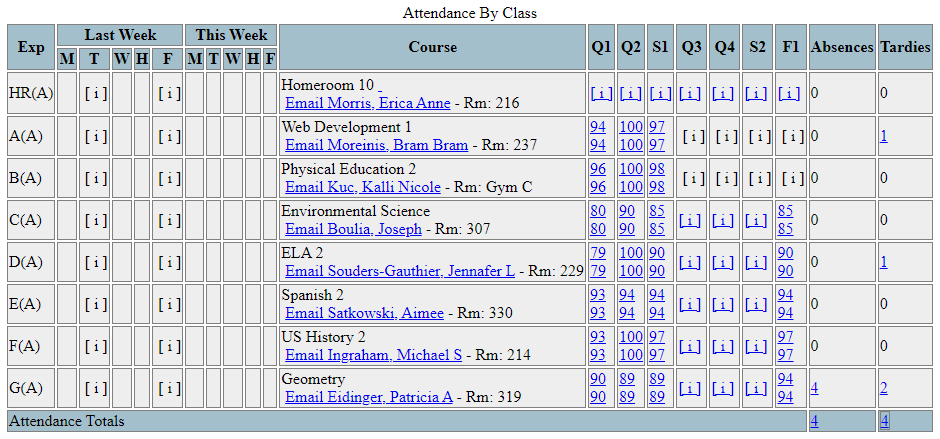 Attendance By Class
Exp Last Week This Week Course Q1 Q2 S1 Q3 Q4 S2 F1 Absences Tardies
M T W H F M T W H F
HR(A) [ i ] [ i ] Homeroom 10 [ i ] [ i ] [ i ] [ i ] [ i ] [ i ] [ i ] 0 0
Email Morris, Erica Anne - Rm: 216
A(A) [ i ] [ i ] Web Development 1 94 100 97 [ i ] [ i ] [ i ] [ i ] 0 1
Email Moreinis, Bram Bram - Rm: 237 94 100 97
B(A) [ i ] [ i ] Physical Education 2 96 100 98 [ i ] [ i ] [ i ] [ i ] 0 0
Email Kuc, Kalli Nicole - Rm: Gym C 96 100 98
C(A) [ i ] [ i ] Environmental Science 80 90 85 [ i ] [ i ] [ i ] 85 0 0
Email Boulia, Joseph - Rm: 307 80 90 85 85
D(A) [ i ] [ i ] ELA 2 79 100 90 [ i ] [ i ] [ i ] 90 0 1
Email Souders-Gauthier, Jennafer L - Rm: 229 79 100 90 90
E(A) [ i ] [ i ] Spanish 2 93 94 94 [ i ] [ i ] [ i ] 94 0 0
Email Satkowski, Aimee - Rm: 330 93 94 94 94
F(A) [ i ] [ i ] US History 2 93 100 97 [ i ] [ i ] [ i ] 97 0 0
Email Ingraham, Michael S - Rm: 214 93 100 97 97
G(A) [ i ] [ i ] Geometry 90 89 89 [ i ] [ i ] [ i ] 94 4 2
Email Eidinger, Patricia A - Rm: 319 90 89 89 94
Attendance Totals 4 4